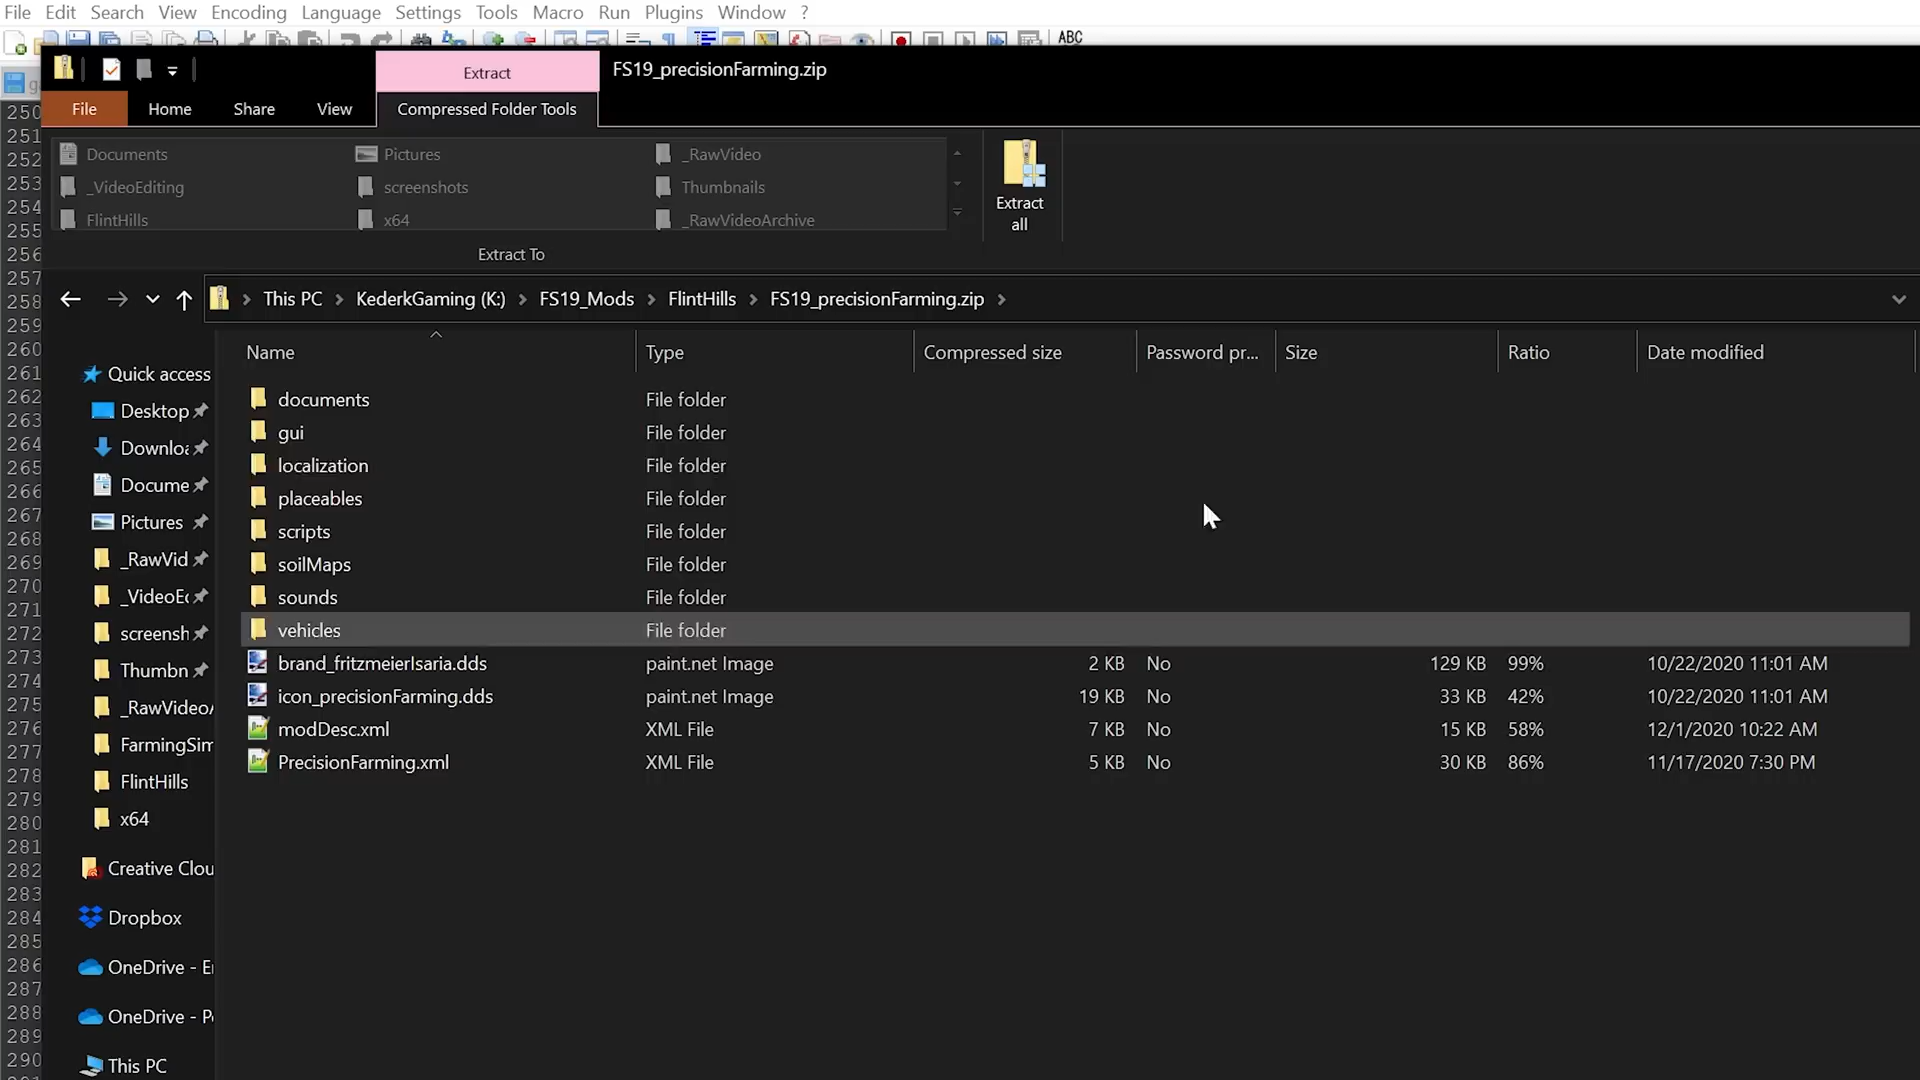 File Edit Search View Encoding Language Settings Tools Macro Run Plugins Window ?
ABC
Extract FS19_precisionFarming.zip
File Home Share View Compressed Folder Tools
Documents Pictures _RawVideo
_VideoEditing screenshots Thumbnails
FlintHills x64 _RawVideoArchive
Extract all
Extract To
This PC KederkGaming (K:) FS19_Mods FlintHills FS19_precisionFarming.zip
Name Type Compressed size Password pr... Size Ratio Date modified
documents File folder
gui File folder
localization File folder
placeables File folder
scripts File folder
soilMaps File folder
sounds File folder
vehicles File folder
brand_fritzmeierIsaria.dds paint.net Image 2 KB No 129 KB 99% 10/22/2020 11:01 AM
icon_precisionFarming.dds paint.net Image 19 KB No 33 KB 42% 10/22/2020 11:01 AM
modDesc.xml XML File 7 KB No 15 KB 58% 12/1/2020 10:22 AM
PrecisionFarming.xml XML File 5 KB No 30 KB 86% 11/17/2020 7:30 PM
Quick access
Desktop
Downloa
Docume
Pictures
_RawVid
_VideoEc
screensh
Thumbn
_RawVideoA
FarmingSim
FlintHills
x64
Creative Clou
Dropbox
OneDrive - E
OneDrive - P
This PC
250
251
252
253
254
255
256
257
258
259
260
261
262
263
264
265
266
267
268
269
270
271
272
273
274
275
276
277
278
279
280
281
282
283
284
285
286
287
288
289
290